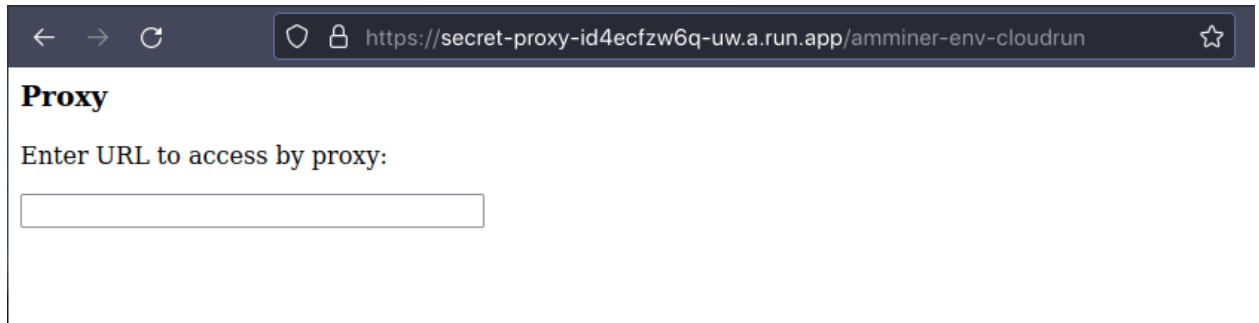 https://secret-proxy-id4ecfzw6q-uw.a.run.app/amminer-env-cloudrun
Proxy
Enter URL to access by proxy: